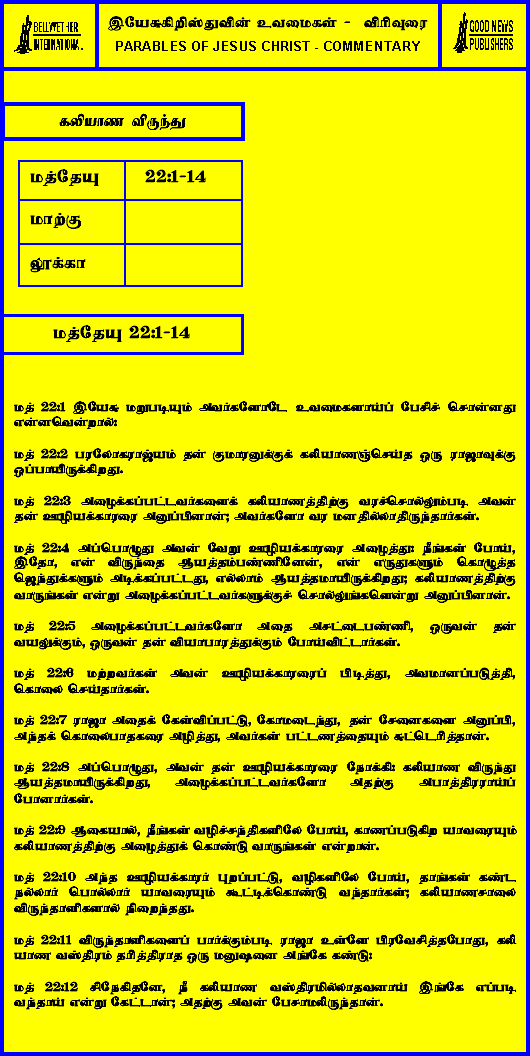 BELLWETHER
INTERNATIONAL
இயேசுகிறிஸ்துவின் உவமைகள் - விரிவுரை
PARABLES OF JESUS CHRIST - COMMENTARY
GOOD NEWS
PUBLISHERS
கலியாண விருந்து
மத்தேயு 22:1-14
மாற்கு
லூக்கா
மத்தேயு 22:1-14
மத் 22:1 இயேசு மறுபடியும் அவர்களோடே உவமைகளாய்ப் பேசிச் சொன்னது
என்னவென்றால்:
மத் 22:2 பரலோகராஜ்யம் தன் குமாரனுக்குக் கலியாணஞ்செய்த ஒரு ராஜாவுக்கு
ஒப்பாயிருக்கிறது.
மத் 22:3 அழைக்கப்பட்டவர்களைக் கலியாணத்திற்கு வரச்சொல்லும்படி அவன்
தன் ஊழியக்காரரை அனுப்பினான்; அவர்களோ வர மனதில்லாதிருந்தார்கள்.
மத் 22:4 அப்பொழுது அவன் வேறு ஊழியக்காரரை அழைத்து: நீங்கள் போய்,
இதோ, என் விருந்தை ஆயத்தம்பண்ணினேன், என் எருதுகளும் கொழுத்த
ஜெந்துக்களும் அடிக்கப்பட்டது, எல்லாம் ஆயத்தமாயிருக்கிறது; கலியாணத்திற்கு
வாருங்கள் என்று அழைக்கப்பட்டவர்களுக்குச் சொல்லுங்களென்று அனுப்பினான்.
மத் 22:5 அழைக்கப்பட்டவர்களோ அதை அசட்டைபண்ணி, ஒருவன் தன்
வயலுக்கும், ஒருவன் தன் வியாபாரத்துக்கும் போய்விட்டார்கள்.
மத் 22:6 மற்றவர்கள் அவன் ஊழியக்காரரைப் பிடித்து, அவமானப்படுத்தி,
கொலை செய்தார்கள்.
மத் 22:7 ராஜா அதைக் கேள்விப்பட்டு, கோபமடைந்து, தன் சேனைகளை அனுப்பி,
அந்தக் கொலைபாதகரை அழித்து, அவர்கள் பட்டணத்தையும் சுட்டெரித்தான்.
மத் 22:8 அப்பொழுது, அவன் தன் ஊழியக்காரரை நோக்கி: கலியாண விருந்து
ஆயத்தமாயிருக்கிறது, அழைக்கப்பட்டவர்களோ அதற்கு அபாத்திரராய்ப்
போனார்கள்.
மத் 22:9 ஆகையால், நீங்கள் வழிச்சந்திகளிலே போய், காணப்படுகிற யாவரையும்
கலியாணத்திற்கு அழைத்துக் கொண்டு வாருங்கள் என்றான்.
மத் 22:10 அந்த ஊழியக்காரர் புறப்பட்டு, வழிகளிலே போய், தாங்கள் கண்ட
நல்லார் பொல்லார் யாவரையும் கூட்டிக்கொண்டு வந்தார்கள்; கலியாணசாலை
விருந்தாளிகளால் நிறைந்தது.
மத் 22:11 விருந்தாளிகளைப் பார்க்கும்படி ராஜா உள்ளே பிரவேசித்தபோது, கலி
யாண வஸ்திரம் தரித்திராத ஒரு மனுஷனை அங்கே கண்டு:
மத் 22:12 சிநேகிதனே, நீ கலியாண வஸ்திரமில்லாதவனாய் இங்கே எப்படி
வந்தாய் என்று கேட்டான்; அதற்கு அவன் பேசாமலிருந்தான்.